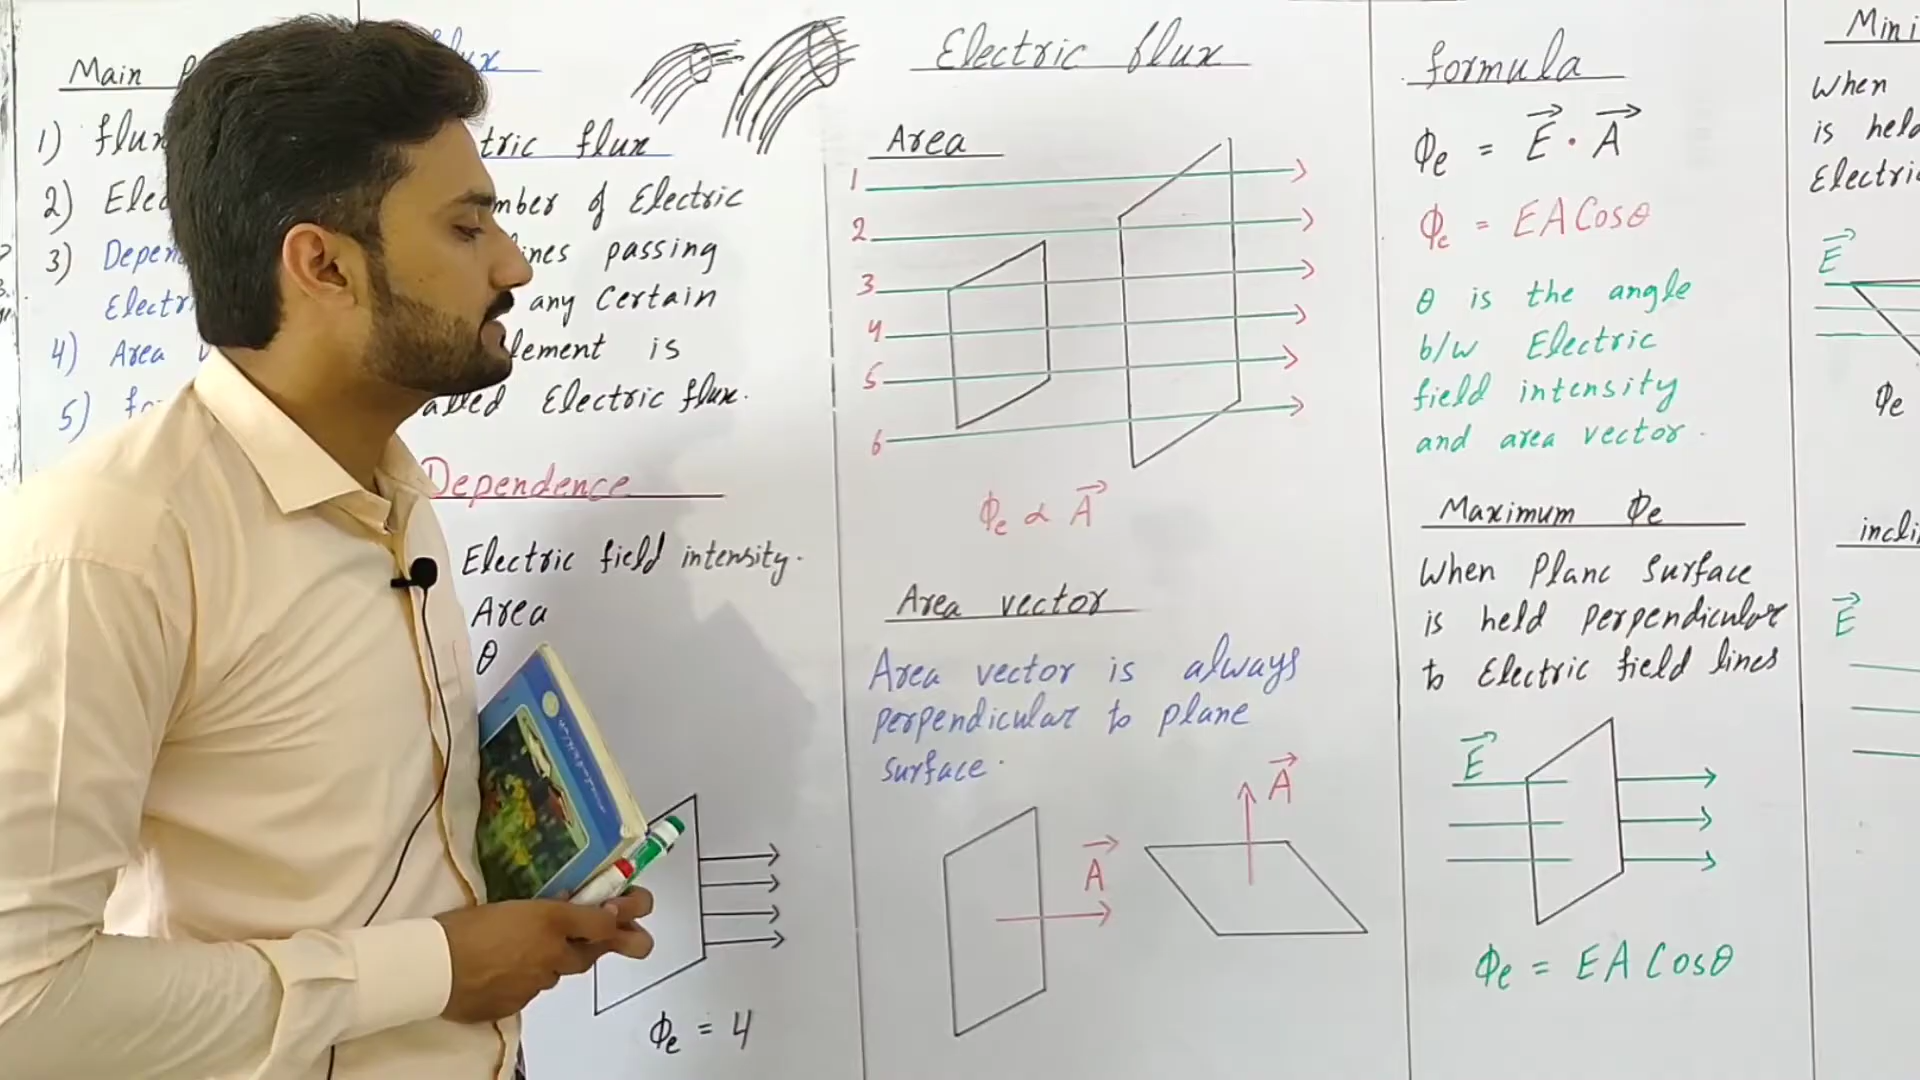 Main
1) flux
2) Elec
3) Depen
Electr
4) Area v
5) fo
flux
tric flux
mber of Electric
ines passing
any Certain
lement is
alled Electric flux.
Dependence
Electric field intensity.
Area
θ
Φe = 4
Electric flux
Area
1
2
3
4
5
6
Φe ∝ A⃗
Area vector
Area vector is always
perpendicular to plane
surface.
A⃗
A⃗
formula
Φe = E⃗ · A⃗
Φe = EA Cosθ
θ is the angle
b/w Electric
field intensity
and area vector.
Maximum Φe
When Plane Surface
is held perpendicular
to Electric field lines
E⃗
Φe = EA Cosθ
Mini
When
is held
Electric
E⃗
Φe
incli
E⃗